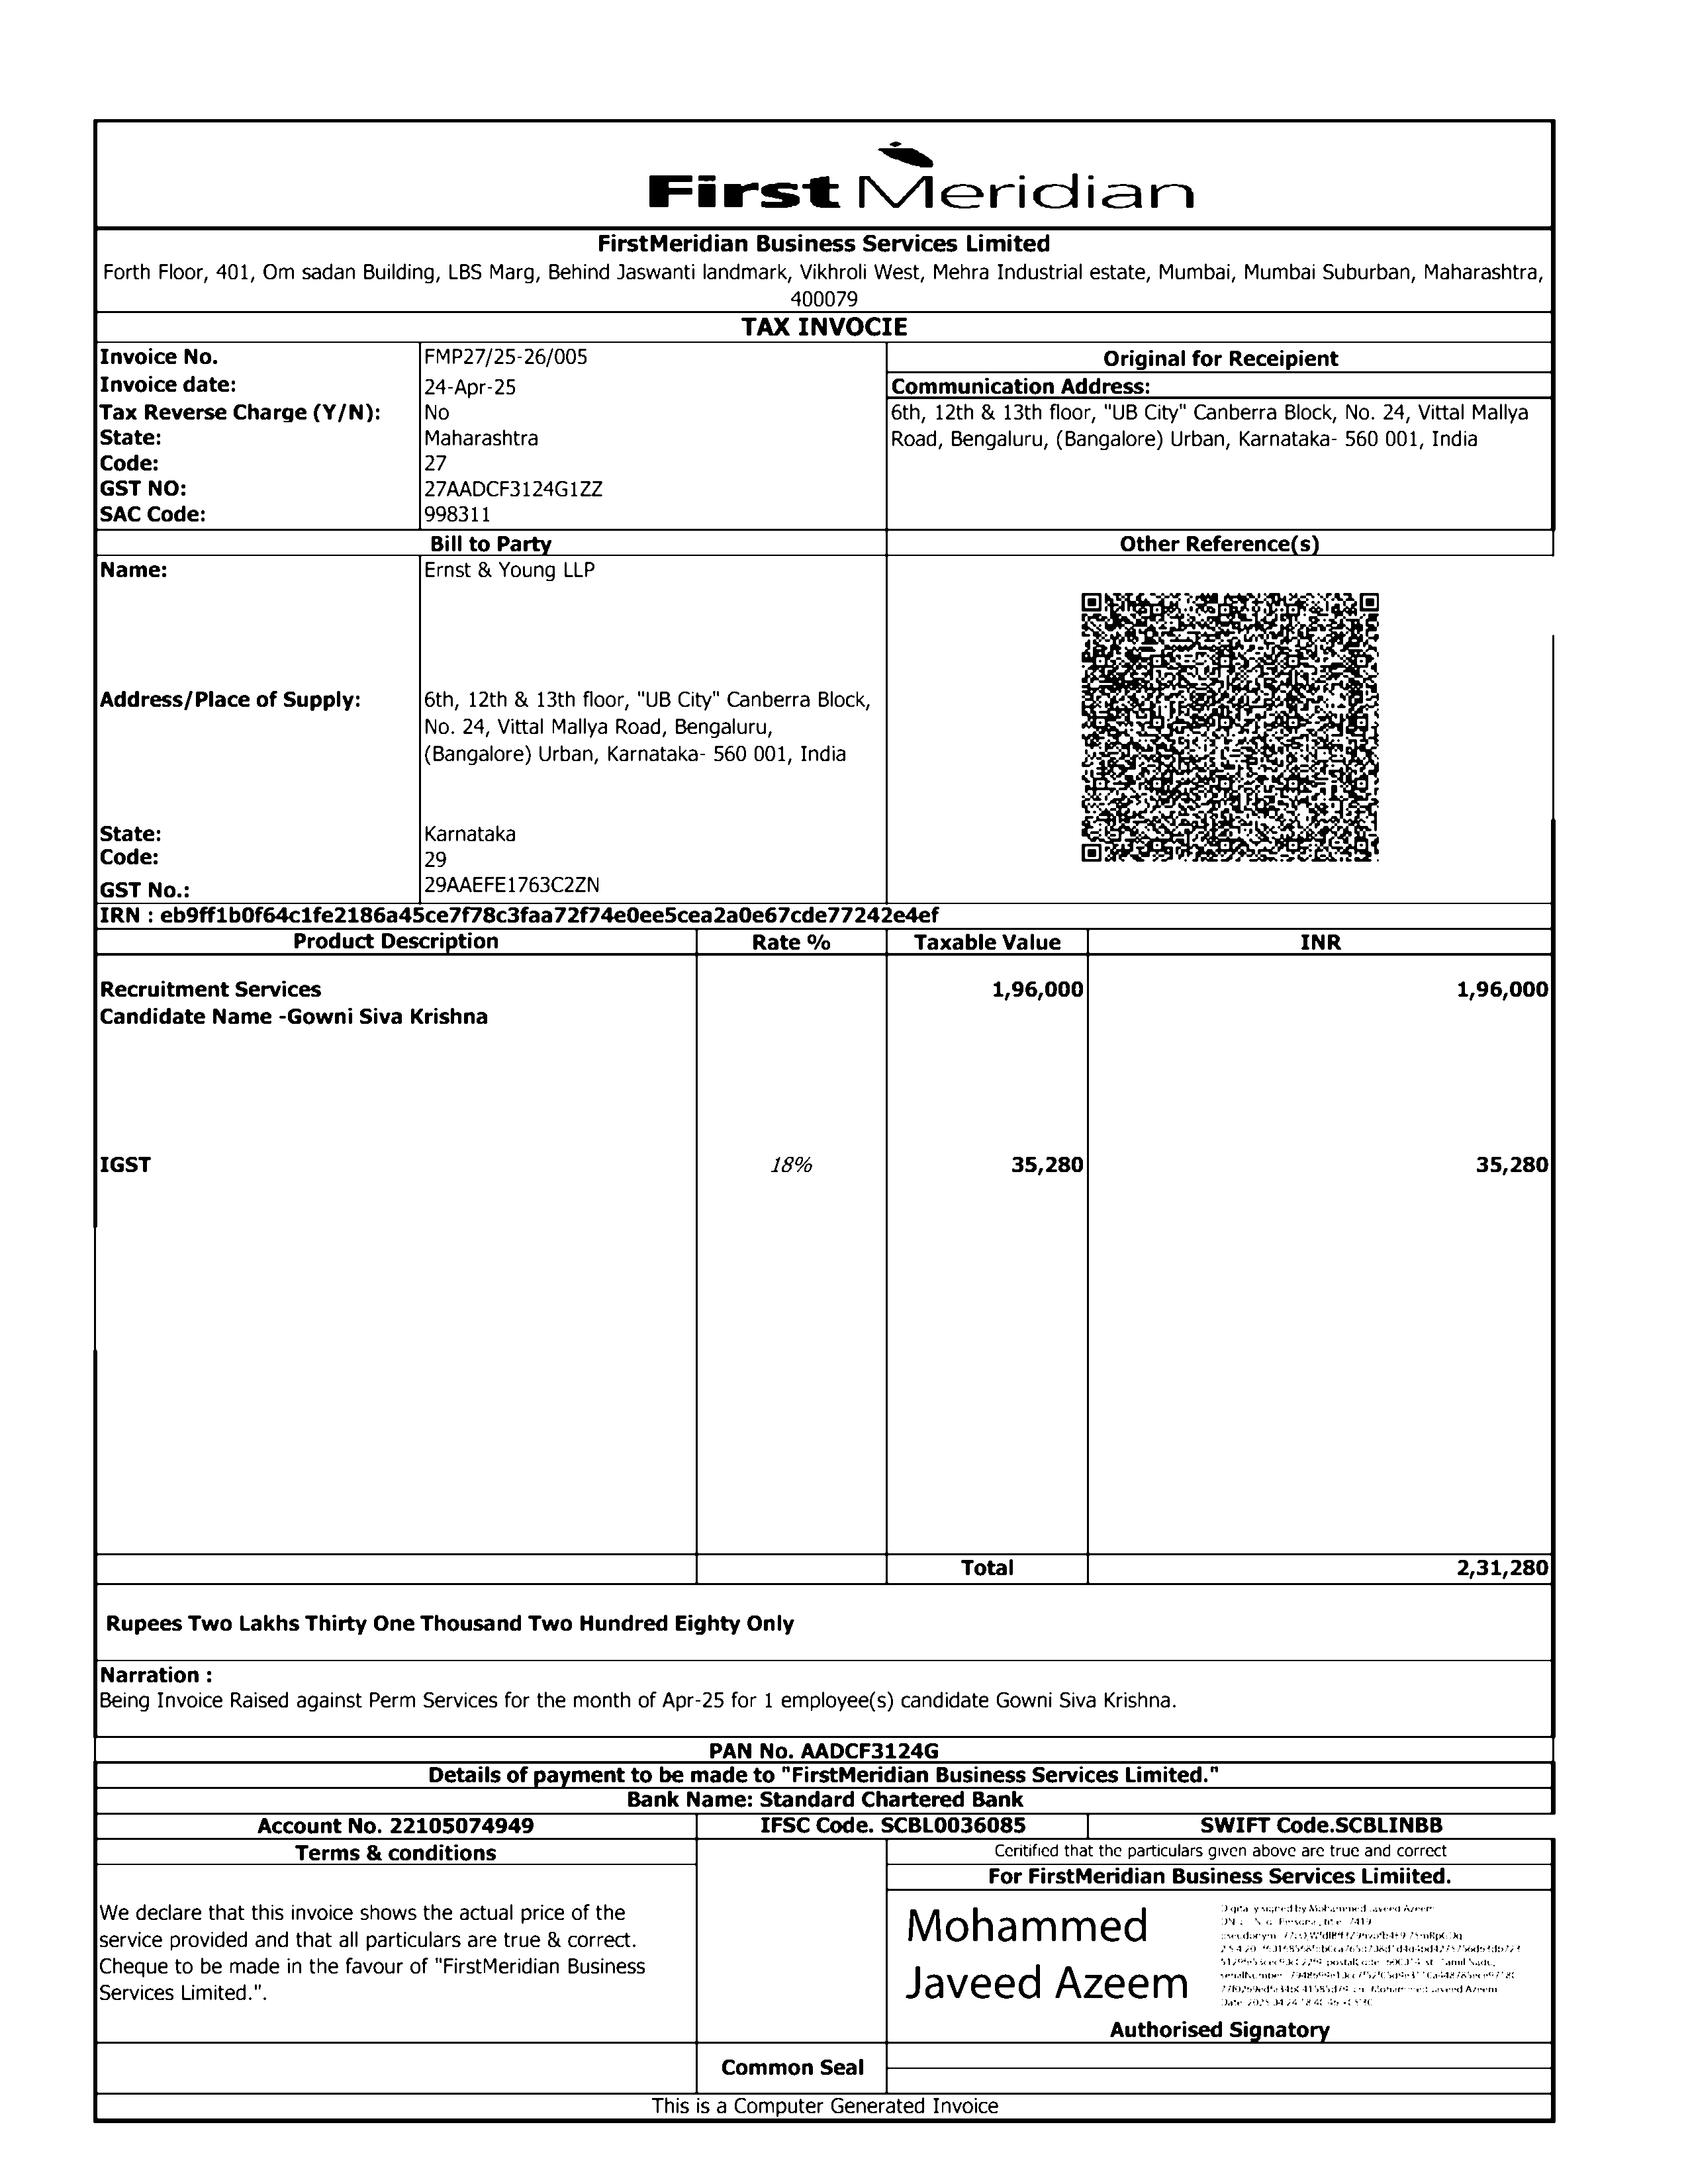 First Meridian
FirstMeridian Business Services Limited
Forth Floor, 401, Om sadan Building, LBS Marg, Behind Jaswanti landmark, Vikhroli West, Mehra Industrial estate, Mumbai, Mumbai Suburban, Maharashtra,
400079
TAX INVOCIE
Invoice No. FMP27/25-26/005
Invoice date: 24-Apr-25
Tax Reverse Charge (Y/N): No
State: Maharashtra
Code: 27
GST NO: 27AADCF3124G1ZZ
SAC Code: 998311
Original for Receipient
Communication Address:
6th, 12th & 13th floor, "UB City" Canberra Block, No. 24, Vittal Mallya
Road, Bengaluru, (Bangalore) Urban, Karnataka- 560 001, India
Bill to Party
Other Reference(s)
Name: Ernst & Young LLP
Address/Place of Supply: 6th, 12th & 13th floor, "UB City" Canberra Block,
No. 24, Vittal Mallya Road, Bengaluru,
(Bangalore) Urban, Karnataka- 560 001, India
State: Karnataka
Code: 29
GST No.: 29AAEFE1763C2ZN
IRN : eb9ff1b0f64c1fe2186a45ce7f78c3faa72f74e0ee5cea2a0e67cde77242e4ef
Product Description Rate % Taxable Value INR
Recruitment Services 1,96,000 1,96,000
Candidate Name -Gowni Siva Krishna
IGST 18% 35,280 35,280
Total 2,31,280
Rupees Two Lakhs Thirty One Thousand Two Hundred Eighty Only
Narration :
Being Invoice Raised against Perm Services for the month of Apr-25 for 1 employee(s) candidate Gowni Siva Krishna.
PAN No. AADCF3124G
Details of payment to be made to "FirstMeridian Business Services Limited."
Bank Name: Standard Chartered Bank
Account No. 22105074949 IFSC Code. SCBL0036085 SWIFT Code.SCBLINBB
Terms & conditions
We declare that this invoice shows the actual price of the
service provided and that all particulars are true & correct.
Cheque to be made in the favour of "FirstMeridian Business
Services Limited.".
Ceritified that the particulars given above are true and correct
For FirstMeridian Business Services Limiited.
Mohammed
Javeed Azeem
Authorised Signatory
Common Seal
This is a Computer Generated Invoice